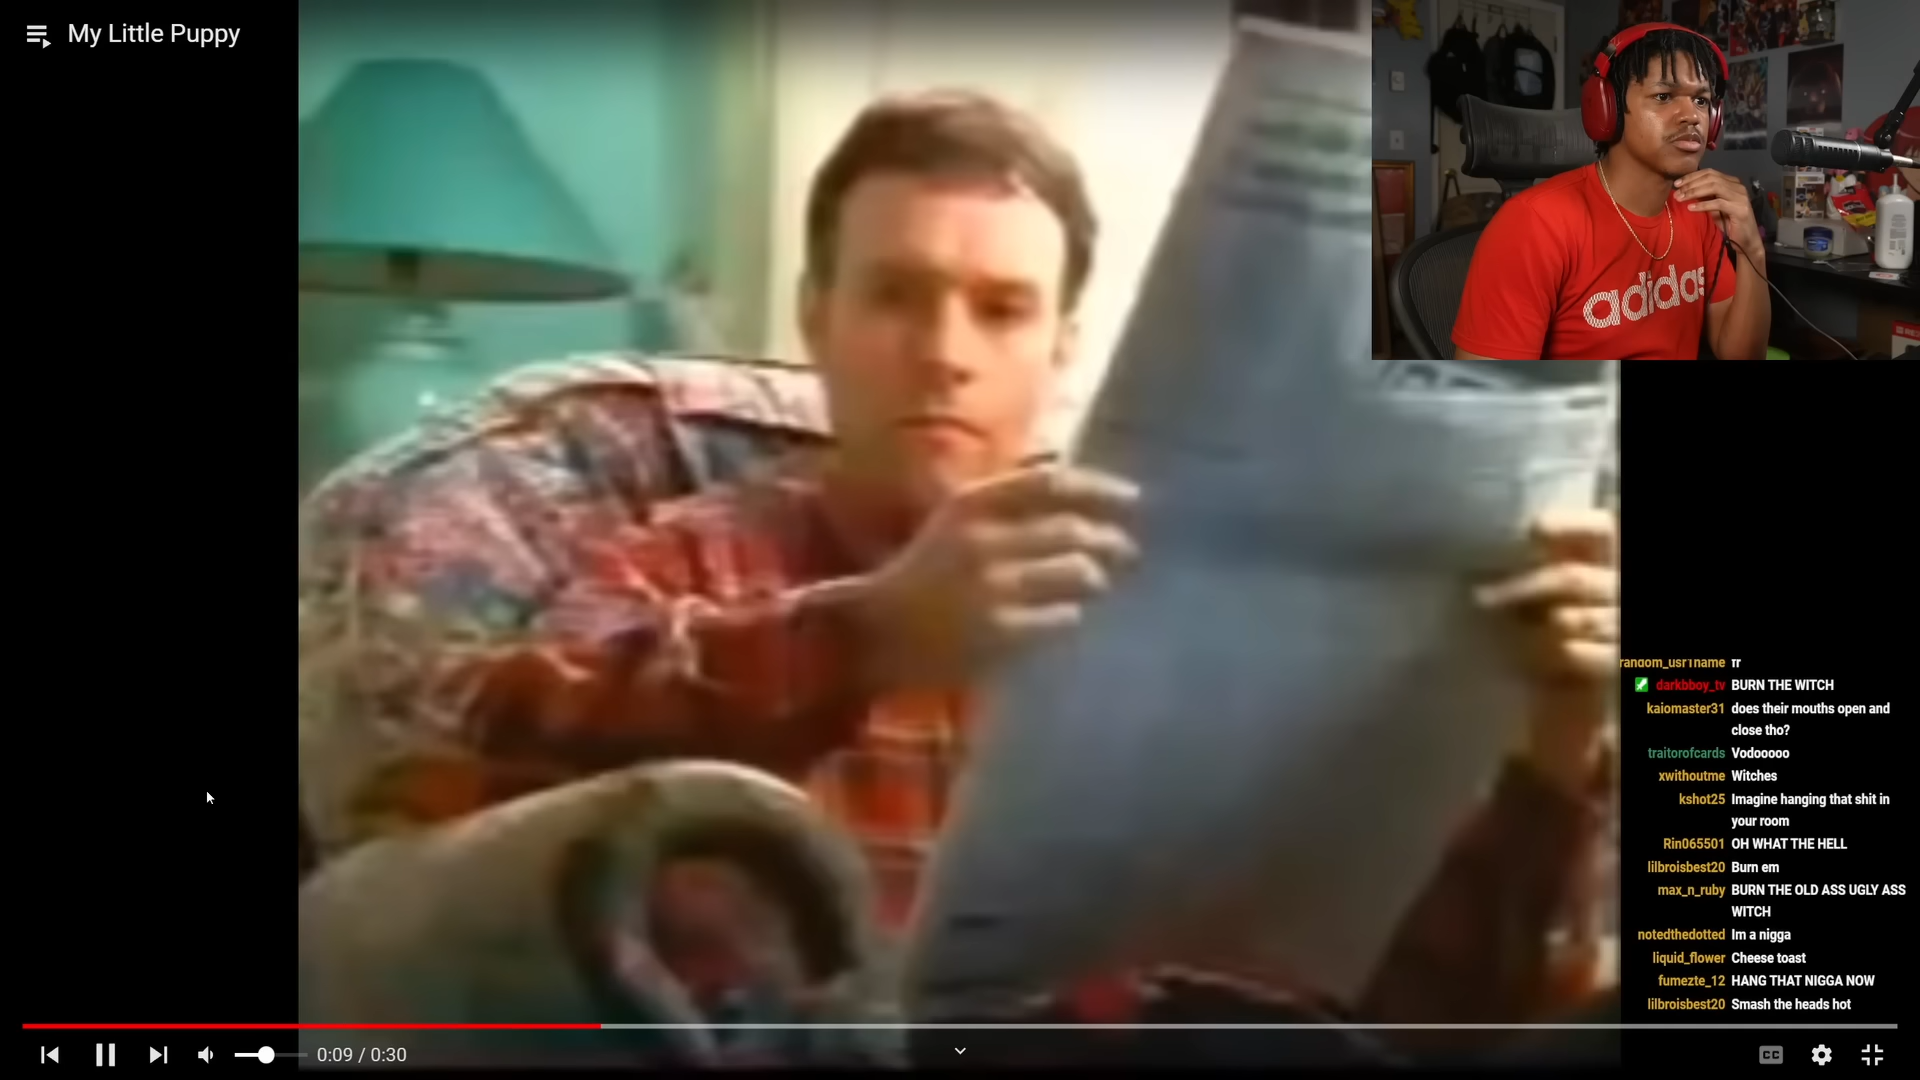 My Little Puppy
adidas
random_usr1name fr
darkbboy_tv BURN THE WITCH
kaiomaster31 does their mouths open and
close tho?
traitorofcards Vodooooo
xwithoutme Witches
kshot25 Imagine hanging that shit in
your room
Rin065501 OH WHAT THE HELL
lilbroisbest20 Burn em
max_n_ruby BURN THE OLD ASS UGLY ASS
WITCH
notedthedotted Im a nigga
liquid_flower Cheese toast
fumezte_12 HANG THAT NIGGA NOW
lilbroisbest20 Smash the heads hot
0:09 / 0:30
CC